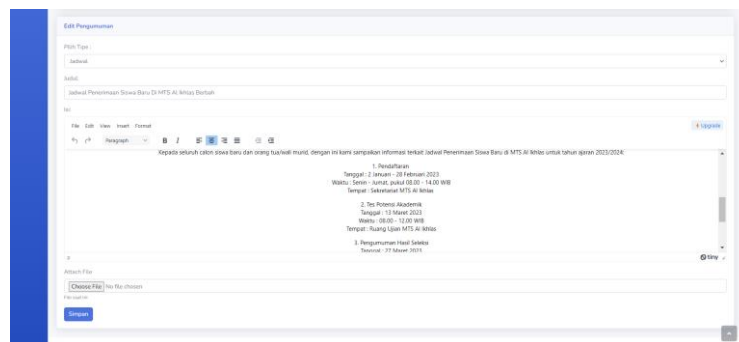 Edit Pengumuman
Pilih Type :
Jadwal
Judul
Jadwal Penerimaan Siswa Baru Di MTS AL Ikhlas Berbah
Isi
File Edit View Insert Format
Upgrade
Paragraph B I
Kepada seluruh calon siswa baru dan orang tua/wali murid, dengan ini kami sampaikan informasi terkait Jadwal Penerimaan Siswa Baru di MTS Al Ikhlas untuk tahun ajaran 2023/2024:
1. Pendaftaran
Tanggal : 2 Januari - 28 Februari 2023
Waktu : Senin - Jumat, pukul 08.00 - 14.00 WIB
Tempat : Sekretariat MTS Al Ikhlas
2. Tes Potensi Akademik
Tanggal : 13 Maret 2023
Waktu : 08.00 - 12.00 WIB
Tempat : Ruang Ujian MTS Al Ikhlas
3. Pengumuman Hasil Seleksi
Tanggal : 27 Maret 2023
tiny
Attach File
Choose File No file chosen
Simpan